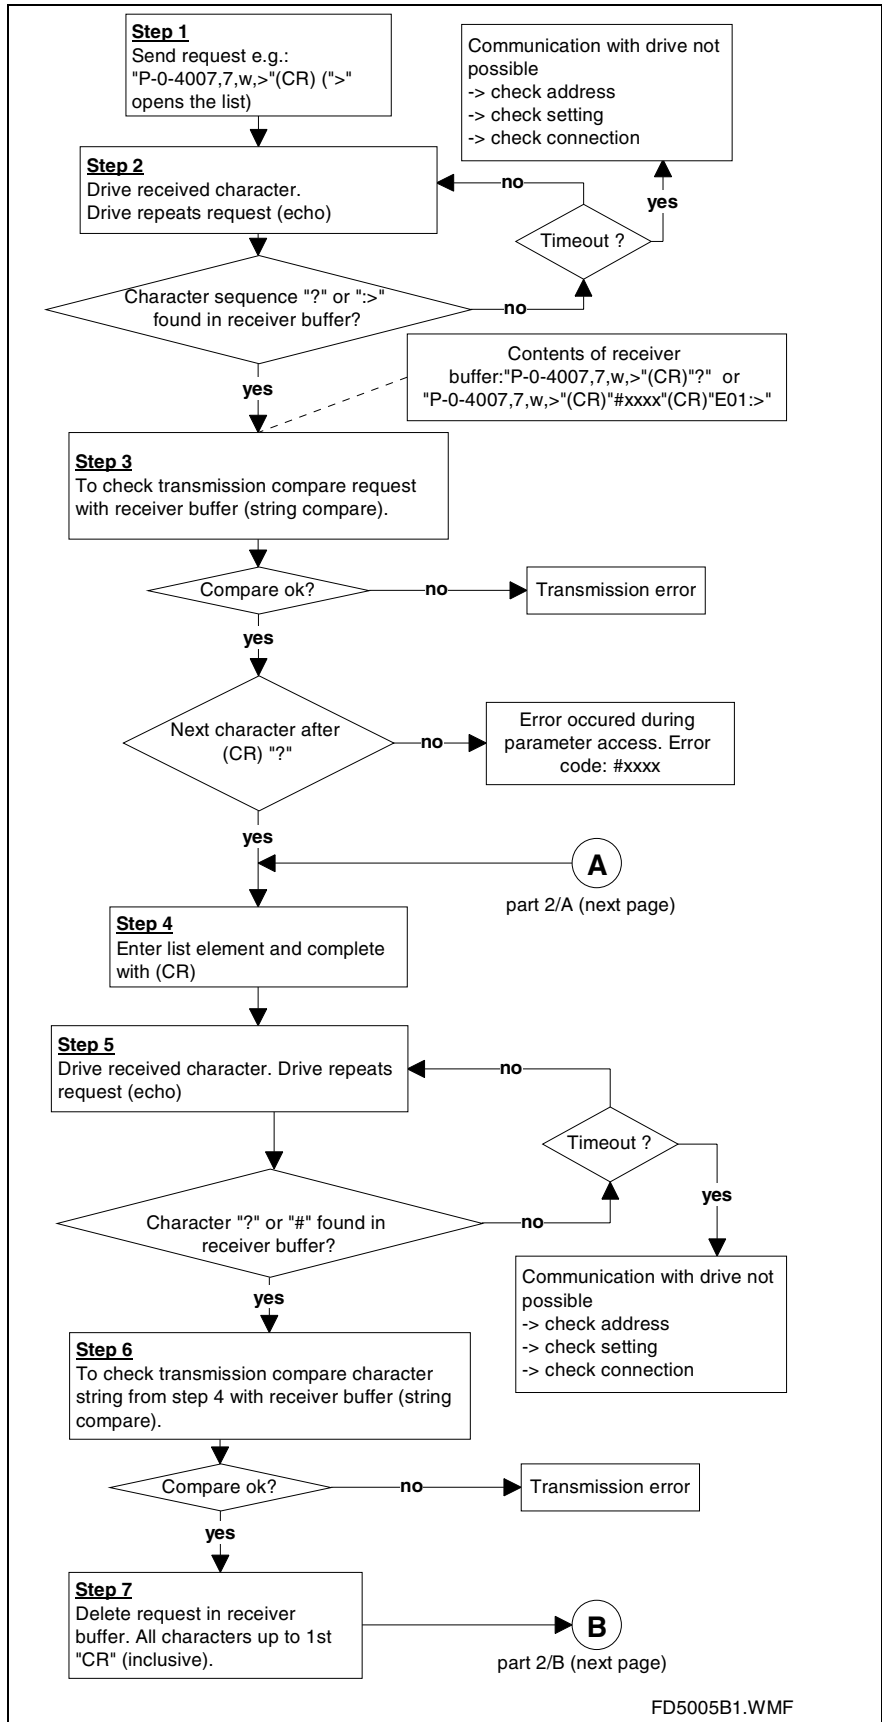 Step 1
Send request e.g.:
"P-0-4007,7,w,>"(CR) (">"
opens the list)
Communication with drive not
possible
-> check address
-> check setting
-> check connection
Step 2
Drive received character.
Drive repeats request (echo)
no
yes
Timeout ?
Character sequence "?" or ":>"
found in receiver buffer?
no
yes
Contents of receiver
buffer:"P-0-4007,7,w,>"(CR)"?" or
"P-0-4007,7,w,>"(CR)"#xxxx"(CR)"E01:>"
Step 3
To check transmission compare request
with receiver buffer (string compare).
Compare ok?
no
Transmission error
yes
Next character after
(CR) "?"
no
Error occured during
parameter access. Error
code: #xxxx
yes
A
part 2/A (next page)
Step 4
Enter list element and complete
with (CR)
Step 5
Drive received character. Drive repeats
request (echo)
no
Timeout ?
yes
Character "?" or "#" found in
receiver buffer?
no
yes
Communication with drive not
possible
-> check address
-> check setting
-> check connection
Step 6
To check transmission compare character
string from step 4 with receiver buffer (string
compare).
Compare ok?
no
Transmission error
yes
Step 7
Delete request in receiver
buffer. All characters up to 1st
"CR" (inclusive).
B
part 2/B (next page)
FD5005B1.WMF